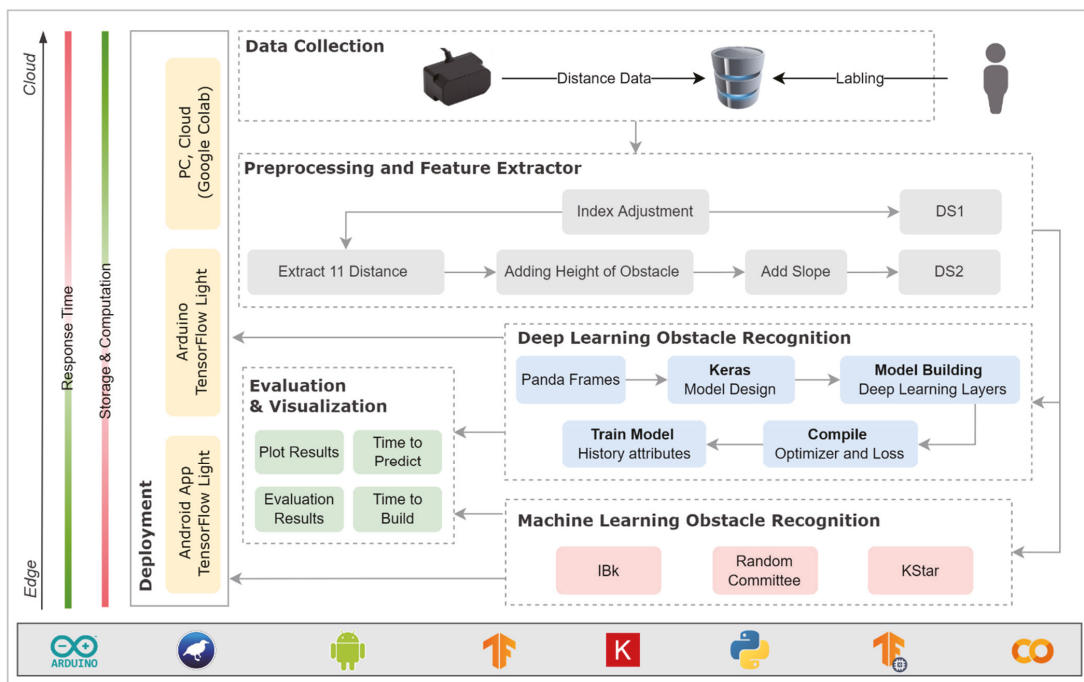 Cloud
Edge
Response Time
Storage & Computation
Deployment
PC, Cloud
(Google Colab)
Arduino
TensorFlow Light
Android App
TensorFlow Light
Data Collection
Distance Data
Labling
Preprocessing and Feature Extractor
Index Adjustment
DS1
Extract 11 Distance
Adding Height of Obstacle
Add Slope
DS2
Deep Learning Obstacle Recognition
Panda Frames
Keras
Model Design
Model Building
Deep Learning Layers
Train Model
History attributes
Compile
Optimizer and Loss
Evaluation
& Visualization
Plot Results
Time to
Predict
Evaluation
Results
Time to
Build
Machine Learning Obstacle Recognition
IBk
Random
Committee
KStar
ARDUINO
K